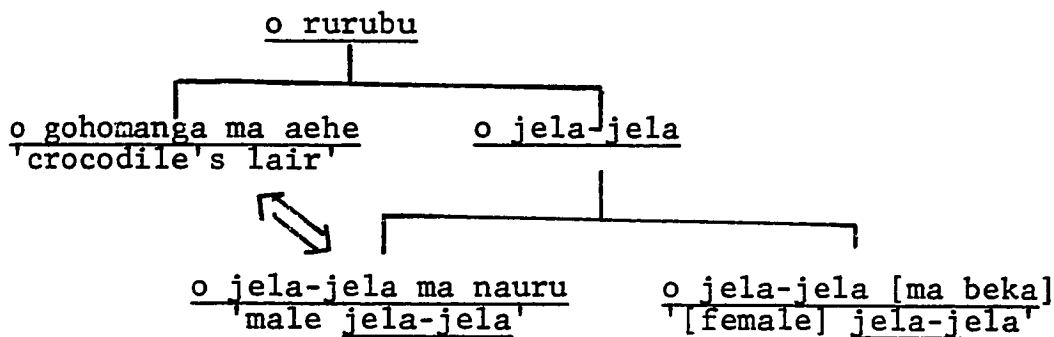 o rurubu
o gohomanga ma aehe
'crocodile's lair'
o jela-jela
o jela-jela ma nauru
'male jela-jela'
o jela-jela [ma beka]
'[female] jela-jela'